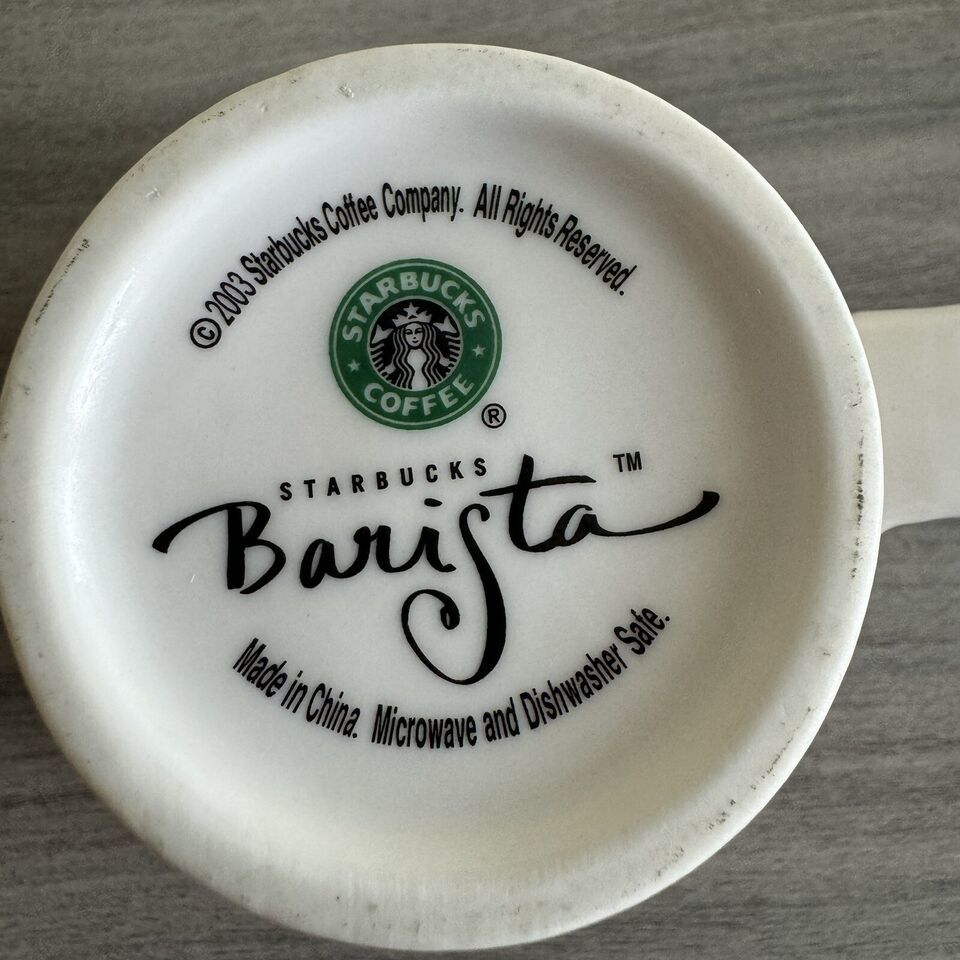 © 2003 Starbucks Coffee Company. All Rights Reserved.
STARBUCKS
COFFEE
®
STARBUCKS
Barista ™
Made in China. Microwave and Dishwasher Safe.